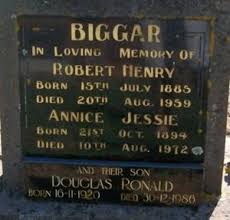 BIGGAR
IN LOVING MEMORY OF
ROBERT HENRY
BORN 15TH JULY 1885
DIED 20TH AUG. 1959
ANNICE JESSIE
BORN 21ST OCT. 1894
DIED 10TH AUG. 1972
AND THEIR SON
DOUGLAS RONALD
BORN 16-11-1920 DIED 30-12-1986